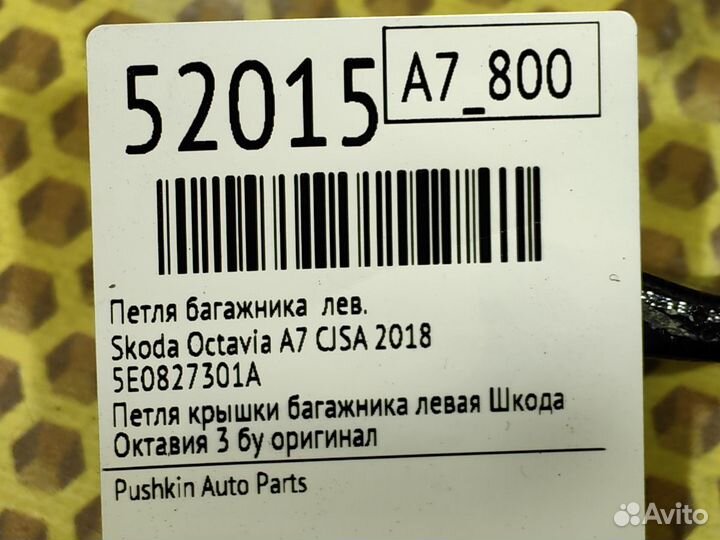 52015
A7_800
Петля багажника лев.
Skoda Octavia A7 CJSA 2018
5E0827301A
Петля крышки багажника левая Шкода
Октавия 3 бу оригинал
Pushkin Auto Parts
Avito